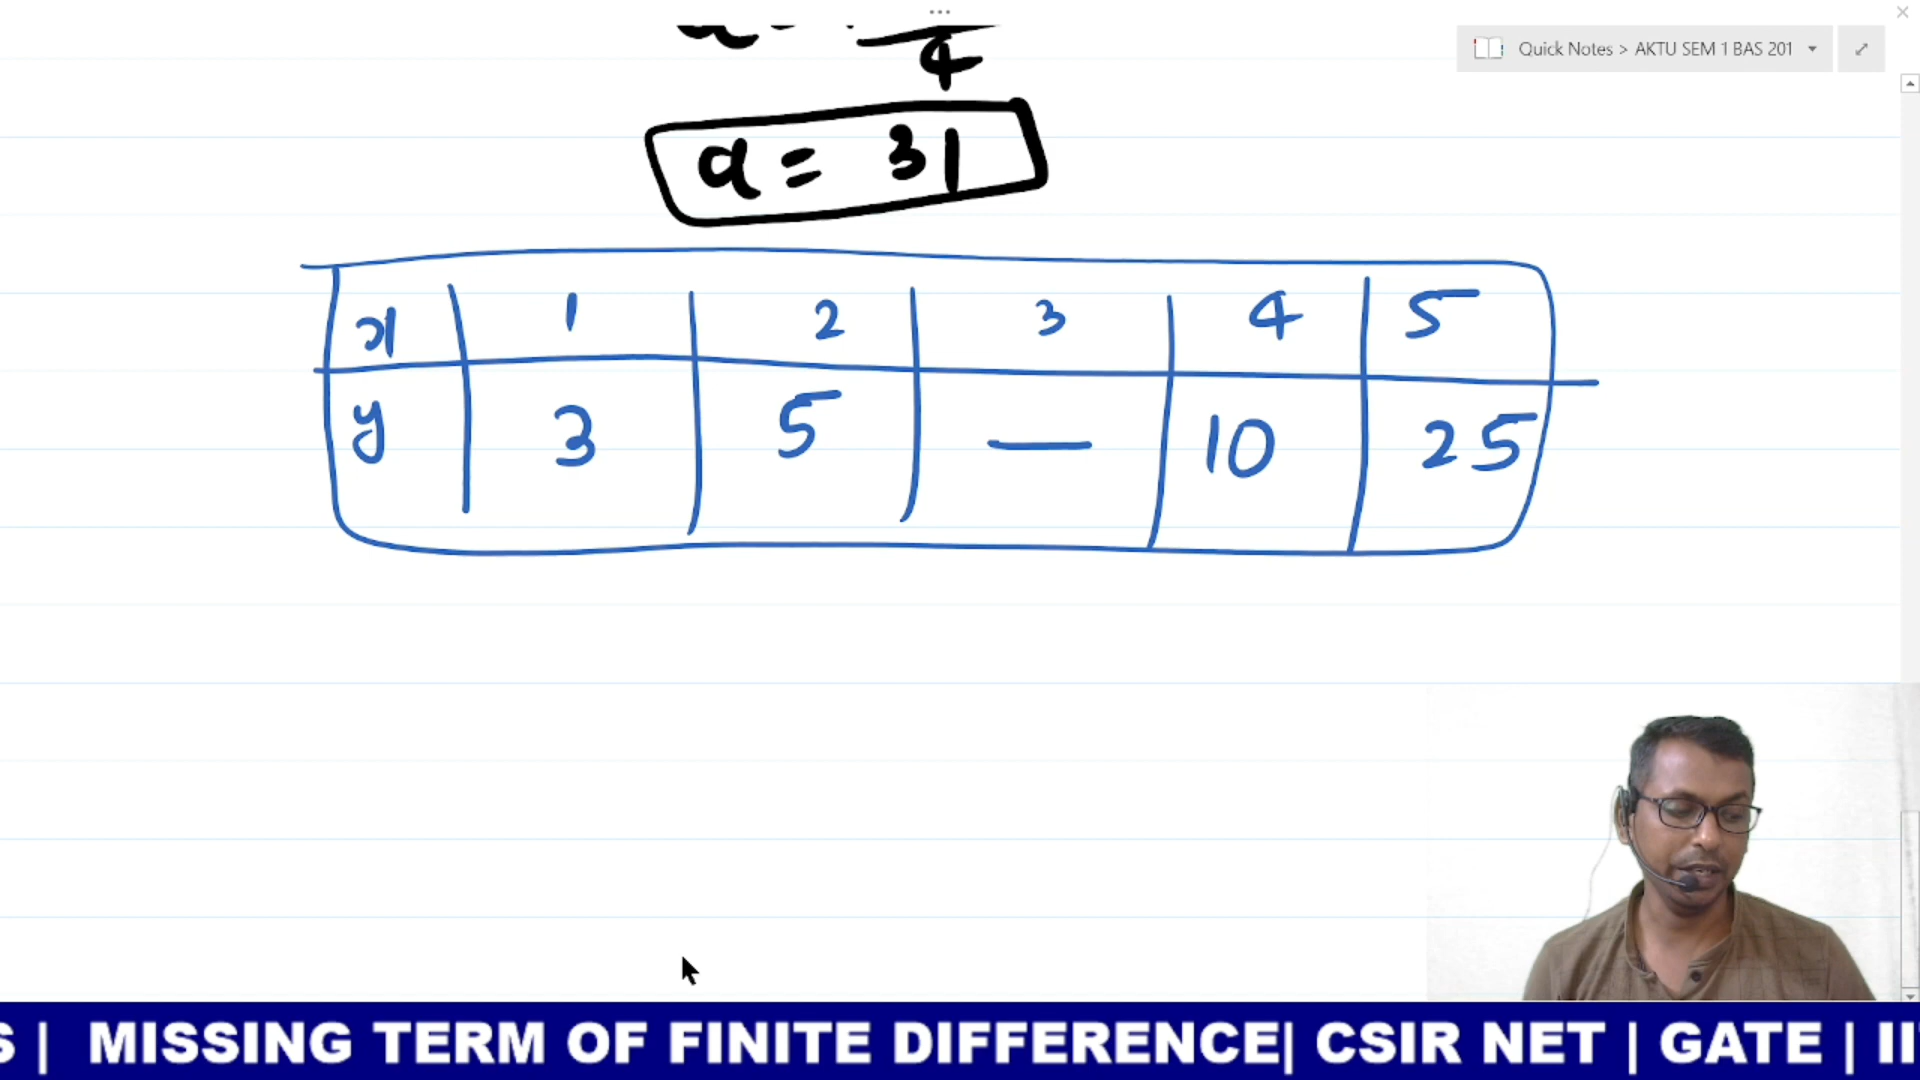 Quick Notes > AKTU SEM 1 BAS 201
4
a = 31
x 1 2 3 4 5
y 3 5 — 10 25
S | MISSING TERM OF FINITE DIFFERENCE| CSIR NET | GATE | II